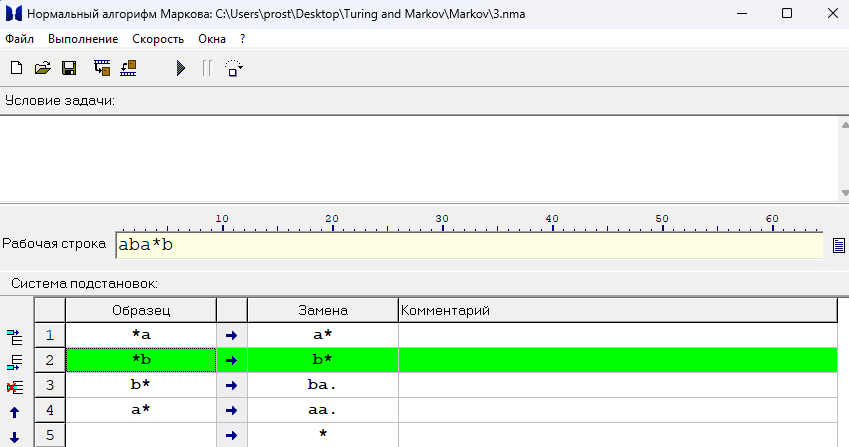 Нормальный алгорифм Маркова: C:\Users\prost\Desktop\Turing and Markov\Markov\3.nma
Файл Выполнение Скорость Окна ?
Условие задачи:
10 20 30 40 50 60
Рабочая строка aba*b
Система подстановок:
Образец Замена Комментарий
1 *a → a*
2 *b → b*
3 b* → ba.
4 a* → aa.
5 → *